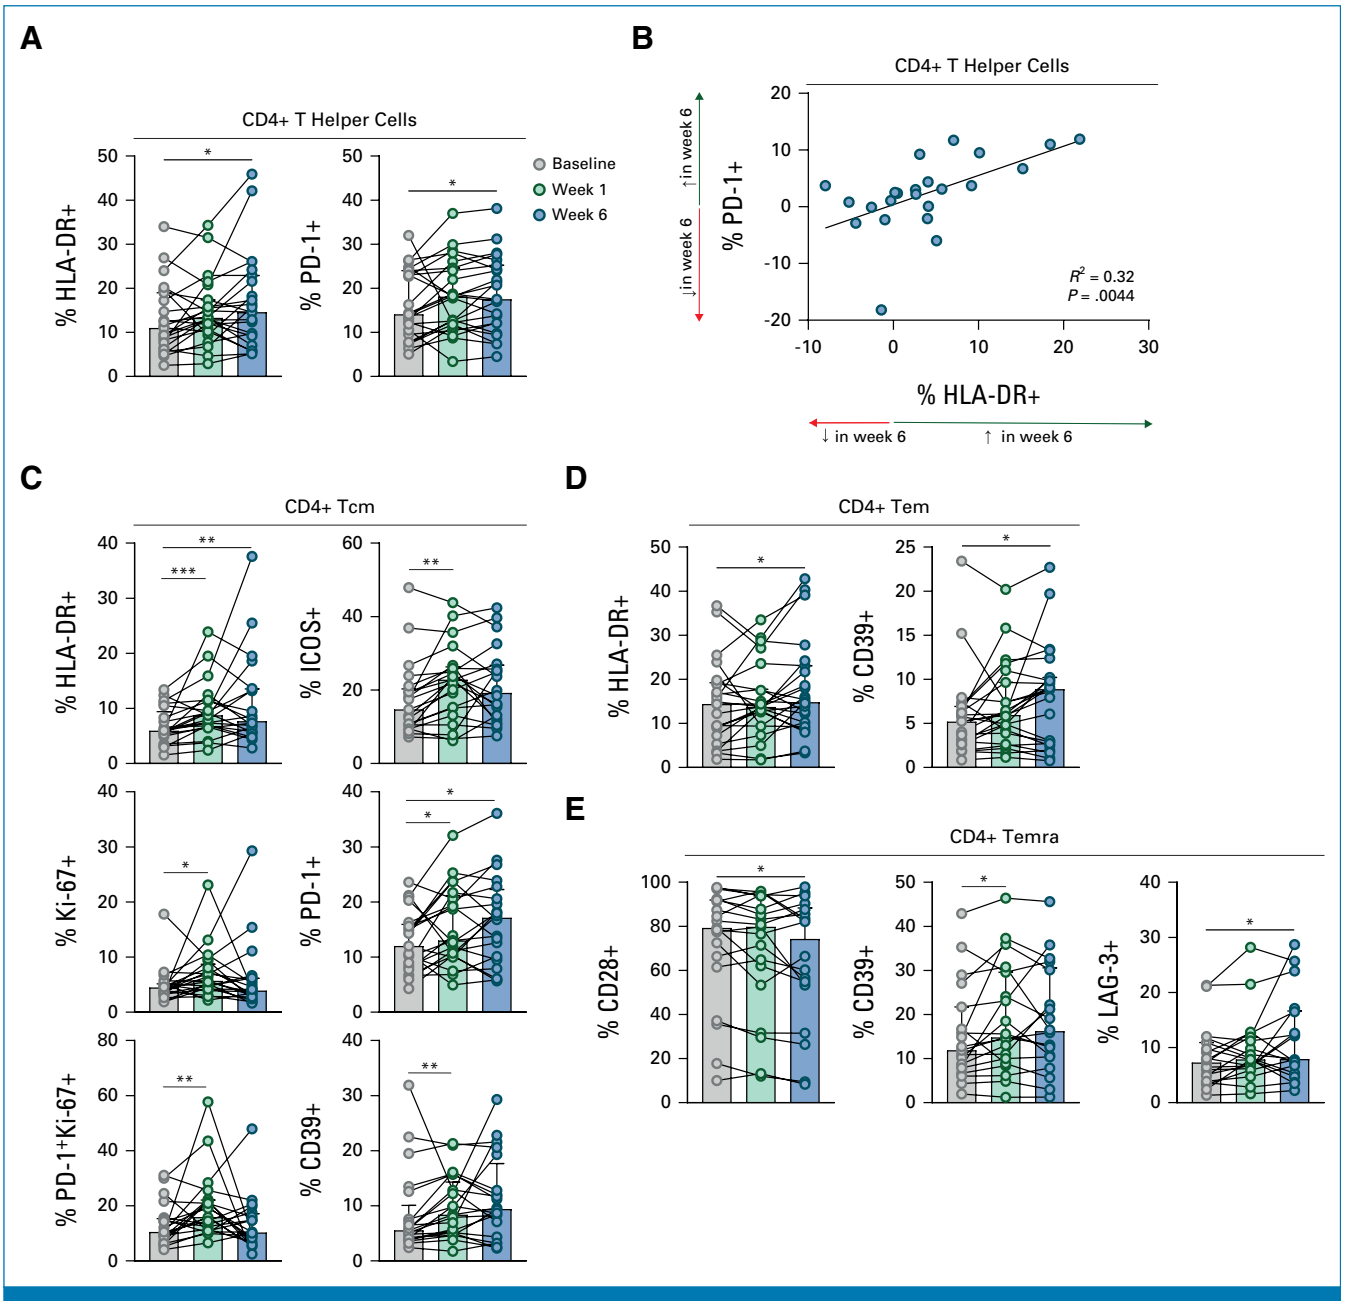 A
CD4+ T Helper Cells
% HLA-DR+
50
40
30
20
10
0
*
% PD-1+
50
40
30
20
10
0
*
Baseline
Week 1
Week 6
B
CD4+ T Helper Cells
↑in week 6
↓in week 6
% PD-1+
20
10
0
-10
-20
R² = 0.32
P = .0044
-10
0
10
20
30
% HLA-DR+
↓ in week 6
↑ in week 6
C
CD4+ Tcm
% HLA-DR+
40
30
20
10
0
**
***
% ICOS+
60
40
20
0
**
% Ki-67+
40
30
20
10
0
*
% PD-1+
40
30
20
10
0
*
*
% PD-1⁺Ki-67+
80
60
40
20
0
**
% CD39+
40
30
20
10
0
**
D
CD4+ Tem
% HLA-DR+
50
40
30
20
10
0
*
% CD39+
25
20
15
10
5
0
*
E
CD4+ Temra
% CD28+
100
80
60
40
20
0
*
% CD39+
50
40
30
20
10
0
*
% LAG-3+
40
30
20
10
0
*